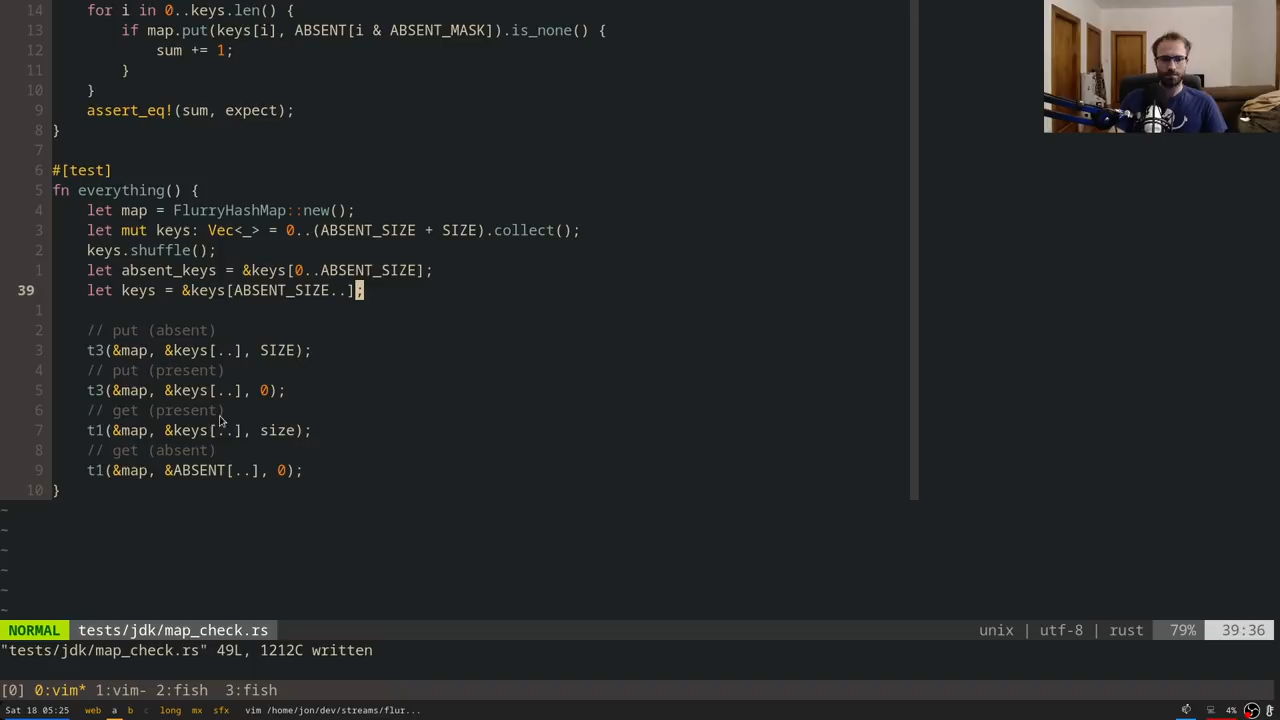 14     for i in 0..keys.len() {
13         if map.put(keys[i], ABSENT[i & ABSENT_MASK]).is_none() {
12             sum += 1;
11         }
10     }
9     assert_eq!(sum, expect);
8 }
7
6 #[test]
5 fn everything() {
4     let map = FlurryHashMap::new();
3     let mut keys: Vec<_> = 0..(ABSENT_SIZE + SIZE).collect();
2     keys.shuffle();
1     let absent_keys = &keys[0..ABSENT_SIZE];
39     let keys = &keys[ABSENT_SIZE..];
1
2     // put (absent)
3     t3(&map, &keys[..], SIZE);
4     // put (present)
5     t3(&map, &keys[..], 0);
6     // get (present)
7     t1(&map, &keys[..], size);
8     // get (absent)
9     t1(&map, &ABSENT[..], 0);
10 }
~
~
~
~
~
~
NORMAL tests/jdk/map_check.rs unix | utf-8 | rust 79% 39:36
"tests/jdk/map_check.rs" 49L, 1212C written
[0] 0:vim* 1:vim- 2:fish 3:fish
Sat 18 05:25 web a b c long mx sfx vim /home/jon/dev/streams/flur... 4%